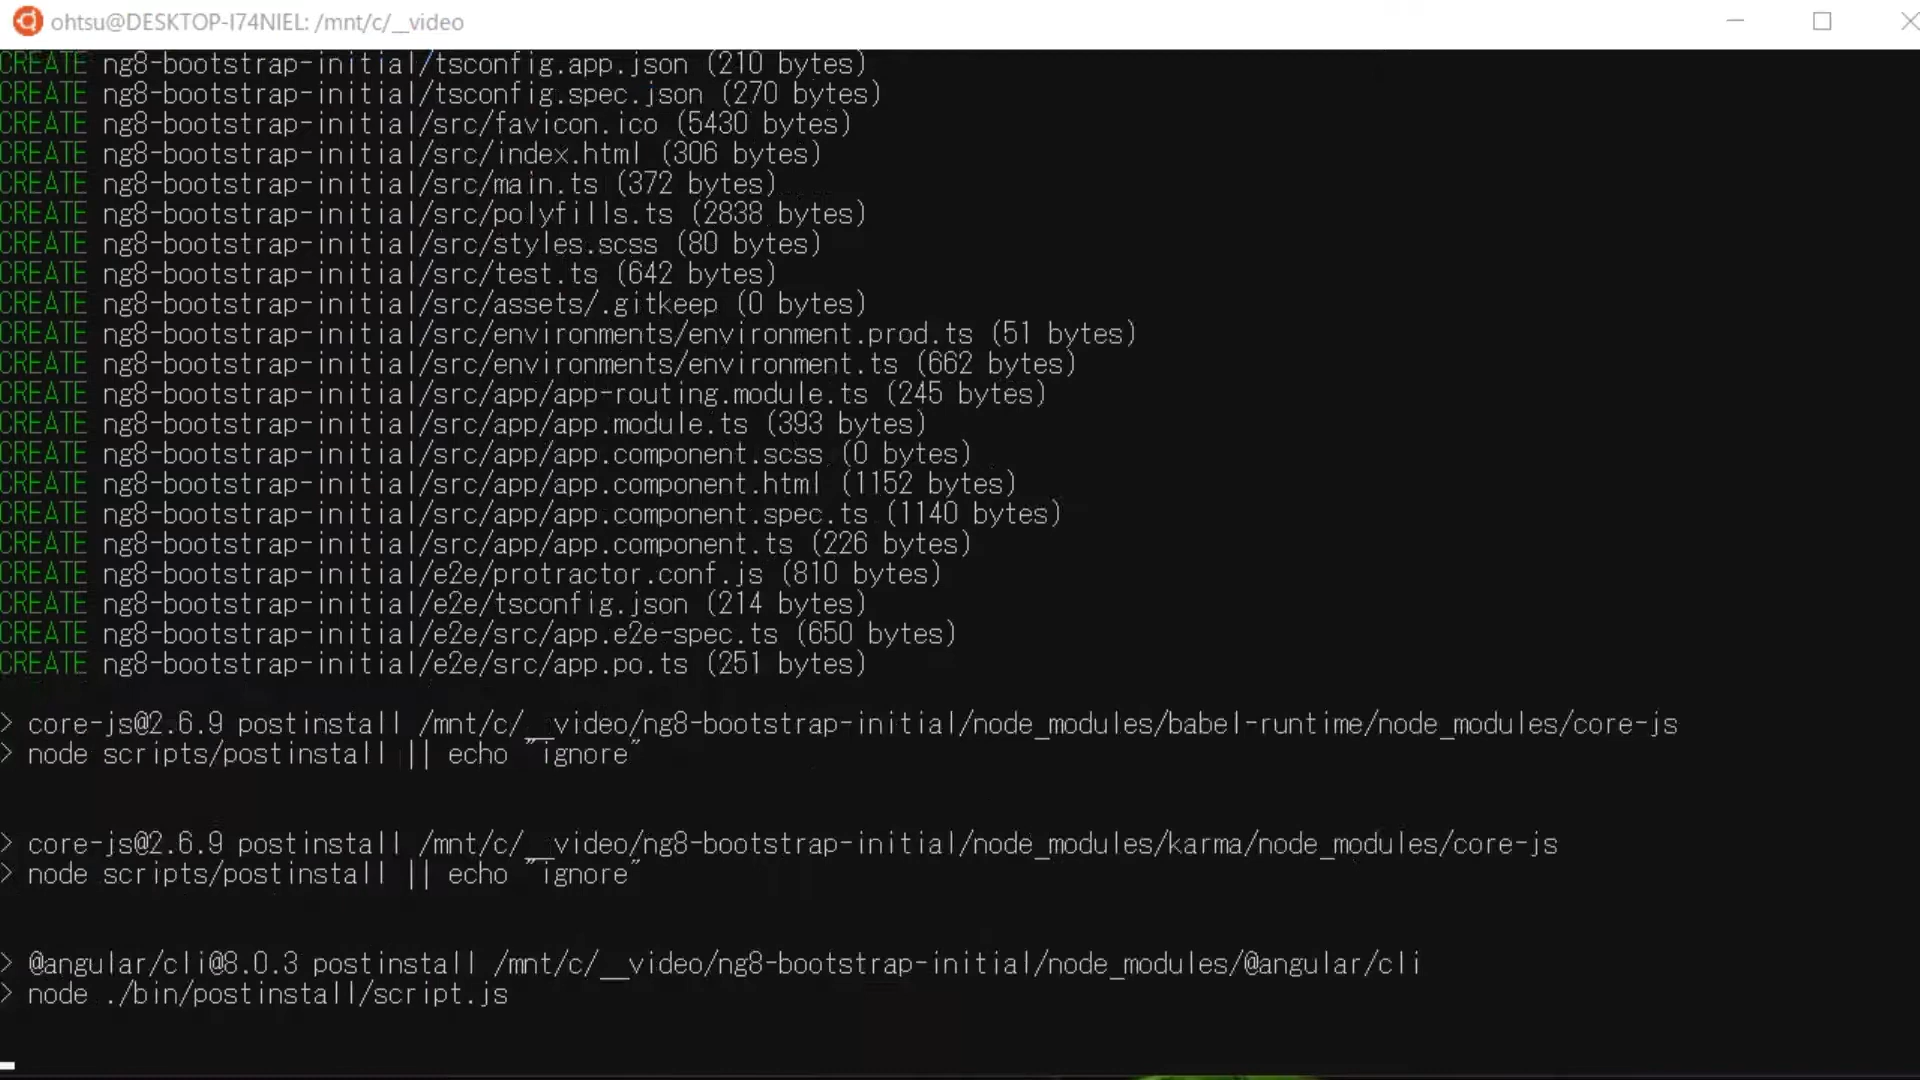 ohtsu@DESKTOP-I74NIEL: /mnt/c/__video
CREATE ng8-bootstrap-initial/tsconfig.app.json (210 bytes)
CREATE ng8-bootstrap-initial/tsconfig.spec.json (270 bytes)
CREATE ng8-bootstrap-initial/src/favicon.ico (5430 bytes)
CREATE ng8-bootstrap-initial/src/index.html (306 bytes)
CREATE ng8-bootstrap-initial/src/main.ts (372 bytes)
CREATE ng8-bootstrap-initial/src/polyfills.ts (2838 bytes)
CREATE ng8-bootstrap-initial/src/styles.scss (80 bytes)
CREATE ng8-bootstrap-initial/src/test.ts (642 bytes)
CREATE ng8-bootstrap-initial/src/assets/.gitkeep (0 bytes)
CREATE ng8-bootstrap-initial/src/environments/environment.prod.ts (51 bytes)
CREATE ng8-bootstrap-initial/src/environments/environment.ts (662 bytes)
CREATE ng8-bootstrap-initial/src/app/app-routing.module.ts (245 bytes)
CREATE ng8-bootstrap-initial/src/app/app.module.ts (393 bytes)
CREATE ng8-bootstrap-initial/src/app/app.component.scss (0 bytes)
CREATE ng8-bootstrap-initial/src/app/app.component.html (1152 bytes)
CREATE ng8-bootstrap-initial/src/app/app.component.spec.ts (1140 bytes)
CREATE ng8-bootstrap-initial/src/app/app.component.ts (226 bytes)
CREATE ng8-bootstrap-initial/e2e/protractor.conf.js (810 bytes)
CREATE ng8-bootstrap-initial/e2e/tsconfig.json (214 bytes)
CREATE ng8-bootstrap-initial/e2e/src/app.e2e-spec.ts (650 bytes)
CREATE ng8-bootstrap-initial/e2e/src/app.po.ts (251 bytes)
> core-js@2.6.9 postinstall /mnt/c/__video/ng8-bootstrap-initial/node_modules/babel-runtime/node_modules/core-js
> node scripts/postinstall || echo "ignore"
> core-js@2.6.9 postinstall /mnt/c/__video/ng8-bootstrap-initial/node_modules/karma/node_modules/core-js
> node scripts/postinstall || echo "ignore"
> @angular/cli@8.0.3 postinstall /mnt/c/__video/ng8-bootstrap-initial/node_modules/@angular/cli
> node ./bin/postinstall/script.js